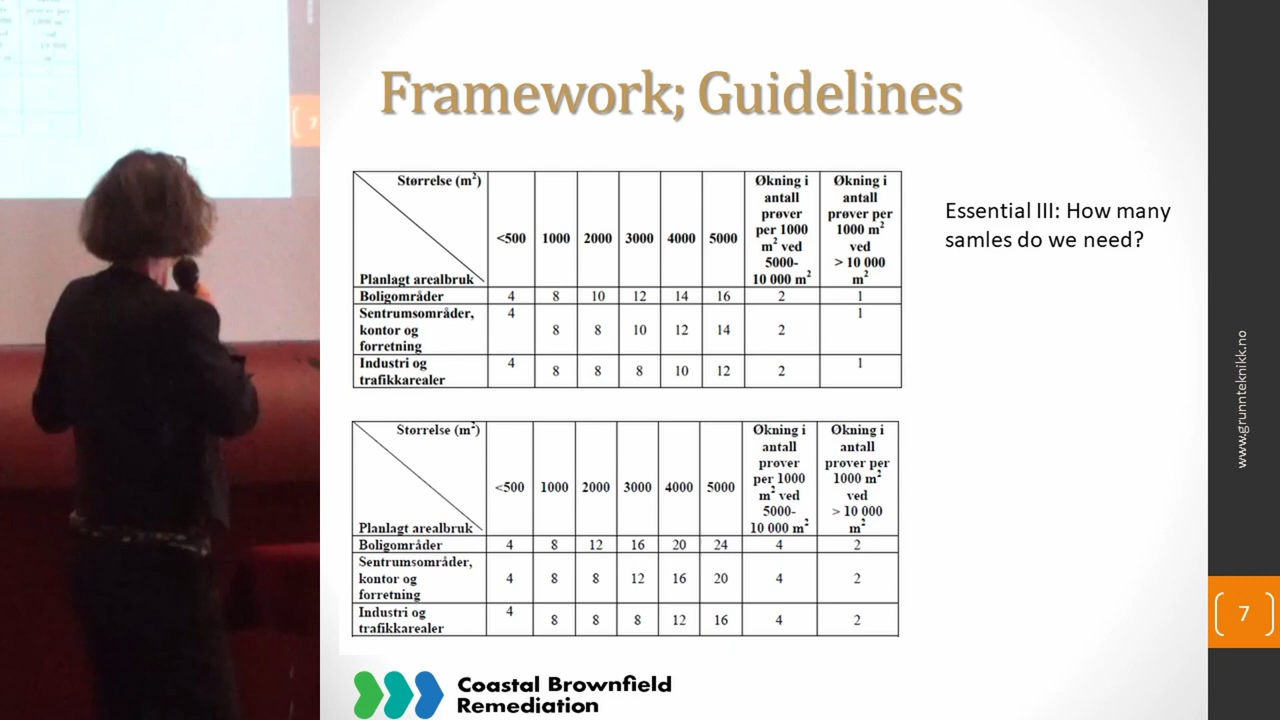 Framework; Guidelines
Størrelse (m²)
Planlagt arealbruk
<500
1000
2000
3000
4000
5000
Økning i
antall
prøver
per 1000
m² ved
5000-
10 000 m²
Økning i
antall
prøver per
1000 m²
ved
> 10 000
m²
Boligområder 4 8 10 12 14 16 2 1
Sentrumsområder,
kontor og
forretning
4 8 8 10 12 14 2 1
Industri og
trafikkarealer
4 8 8 8 10 12 2 1
Størrelse (m²)
Planlagt arealbruk
<500
1000
2000
3000
4000
5000
Økning i
antall
prøver
per 1000
m² ved
5000-
10 000 m²
Økning i
antall
prøver per
1000 m²
ved
> 10 000
m²
Boligområder 4 8 12 16 20 24 4 2
Sentrumsområder,
kontor og
forretning
4 8 8 12 16 20 4 2
Industri og
trafikkarealer
4 8 8 8 12 16 4 2
Essential III: How many
samles do we need?
www.grunnteknikk.no
7
Coastal Brownfield
Remediation
7